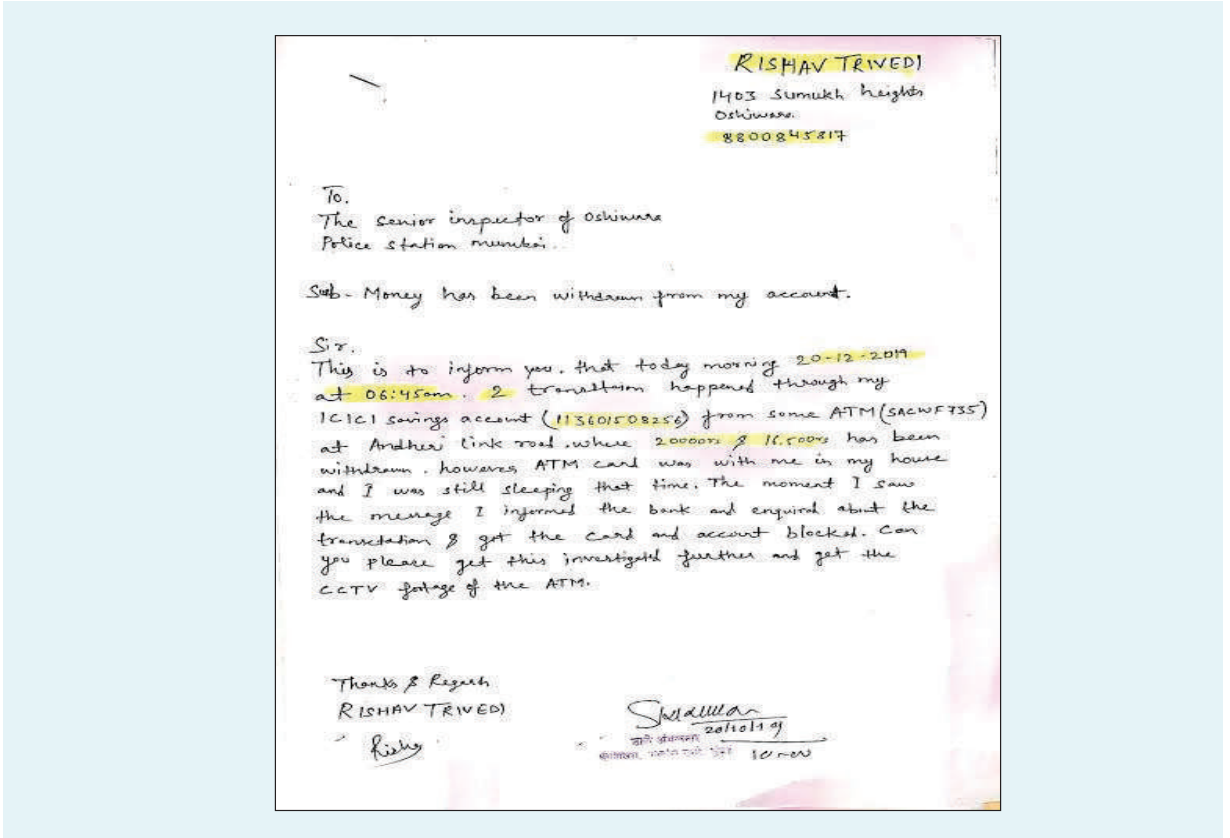 RISHAV TRIVEDI
1403 Sumukh heights
Oshiwara.
8800845817
To.
The senior inspector of Oshiwara
Police station mumbai..
Sub- Money has been withdrawn from my account.
Sir.
This is to inform you. that today morning 20-12-2019
at 06:45am. 2 happened through my
ICICI savings account (113601508256) from some ATM (SACWF735)
at Andheri link road. where 20000rs & 16,500rs has been
withdrawn. however ATM card was with me in my house
and I was still sleeping that time. The moment I saw
the message I informed the bank and about the
& got the card and account blocked. Can
you please get this investigated further and get the
CCTV of the ATM.
Thanks & Regards
RISHAV TRIVEDI
20/10/19